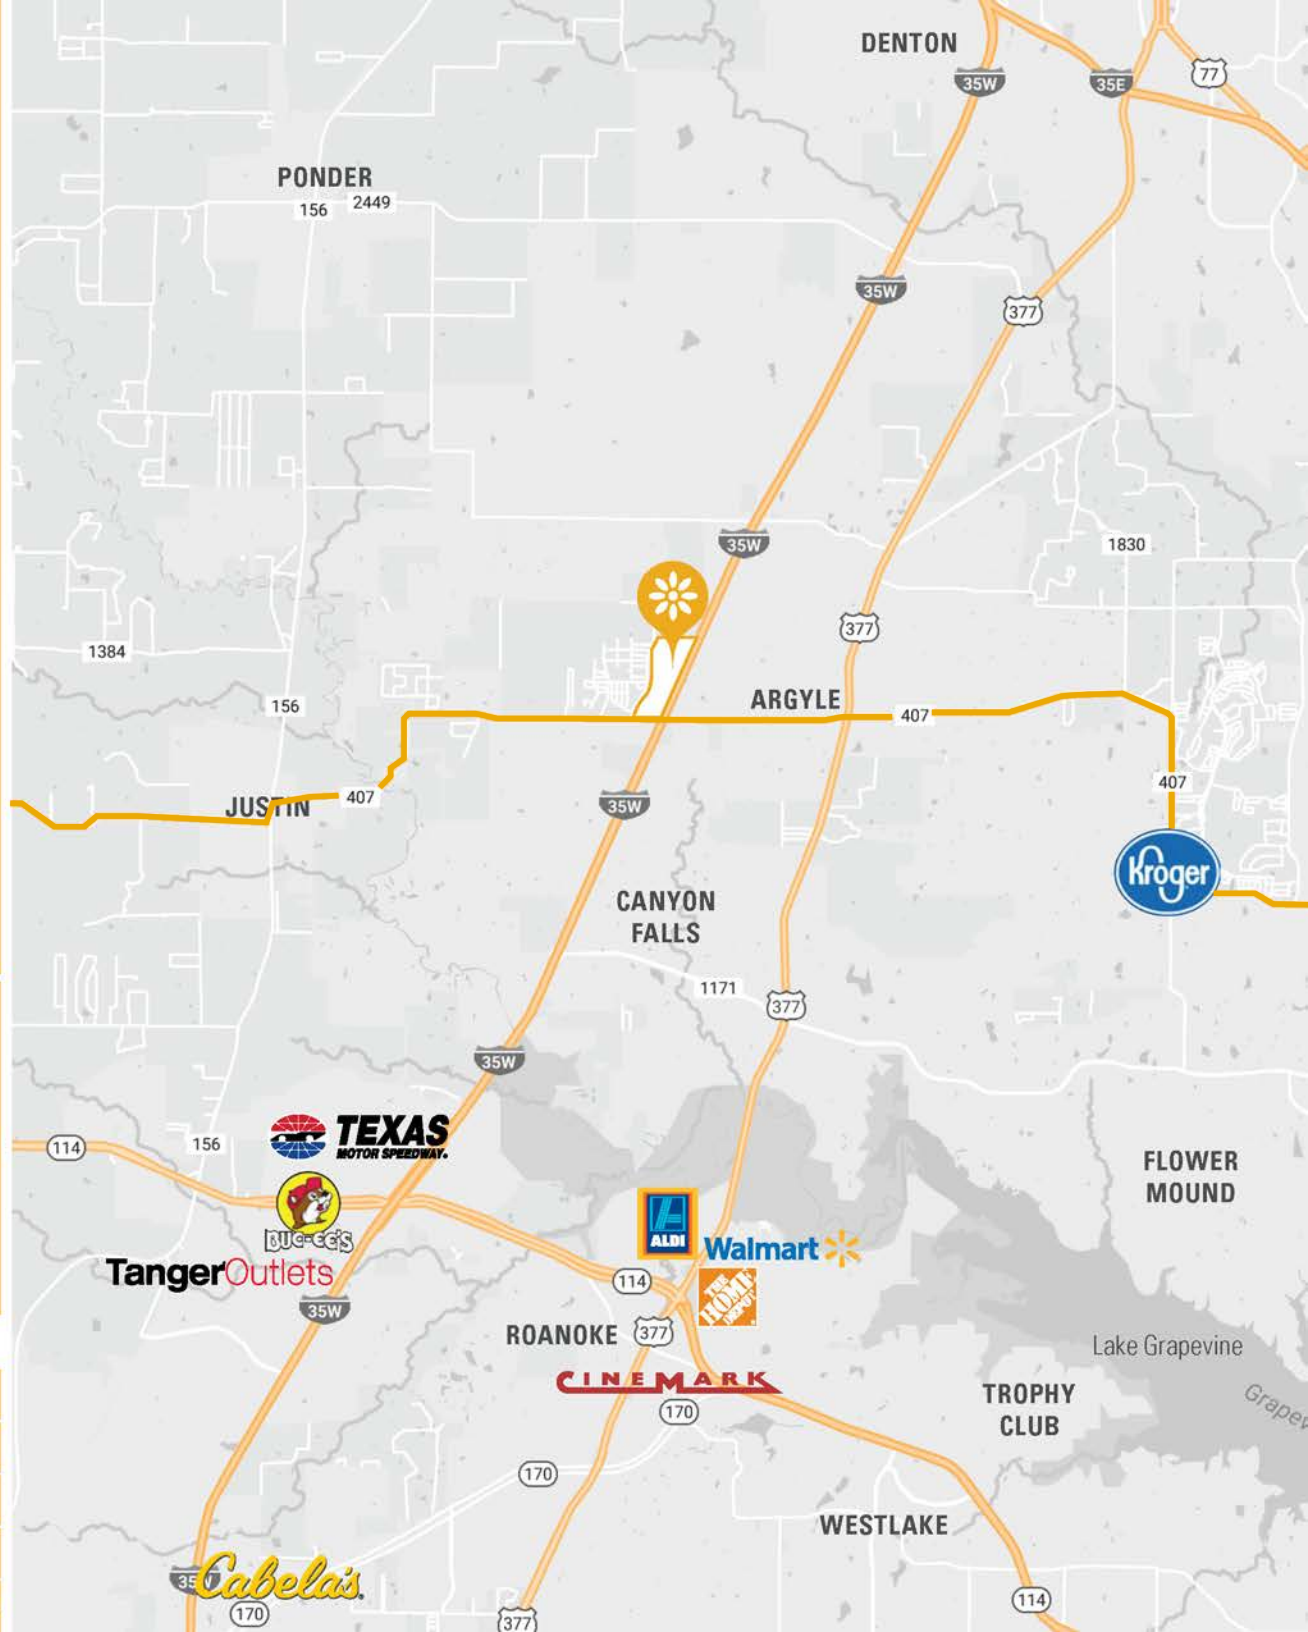 DENTON
35W
35E
77
PONDER
156
2449
35W
377
35W
1830
377
1384
156
ARGYLE
407
407
JUSTIN
407
35W
Kroger
CANYON
FALLS
1171
377
35W
TEXAS
MOTOR SPEEDWAY.
114
156
FLOWER
MOUND
BUC-EE'S
ALDI
Walmart
TangerOutlets
114
THE
HOME
DEPOT
35W
ROANOKE
377
Lake Grapevine
CINEMARK
TROPHY
CLUB
170
170
WESTLAKE
Cabela's
170
377
114